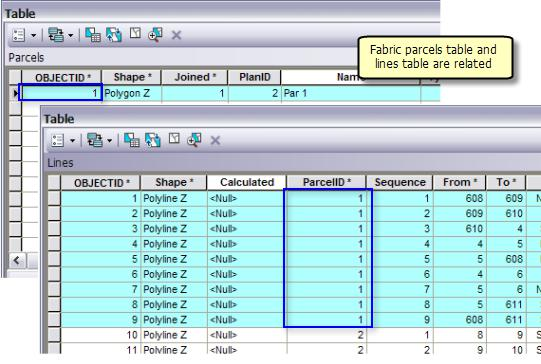 Table
Parcels
Fabric parcels table and
lines table are related
OBJECTID * Shape * Joined * PlanID
1 Polygon Z 1 2 Par 1
Table
Lines
OBJECTID * Shape * Calculated ParcelID * Sequence From * To *
1 Polyline Z <Null> 1 1 608 609
2 Polyline Z <Null> 1 2 609 610
3 Polyline Z <Null> 1 3 610 4
4 Polyline Z <Null> 1 4 4 5
5 Polyline Z <Null> 1 5 5 608
6 Polyline Z <Null> 1 6 4 6
7 Polyline Z <Null> 1 7 5 6
8 Polyline Z <Null> 1 8 5 611
9 Polyline Z <Null> 1 9 608 611
10 Polyline Z <Null> 2 1 8 9
11 Polyline Z <Null> 2 2 9 10